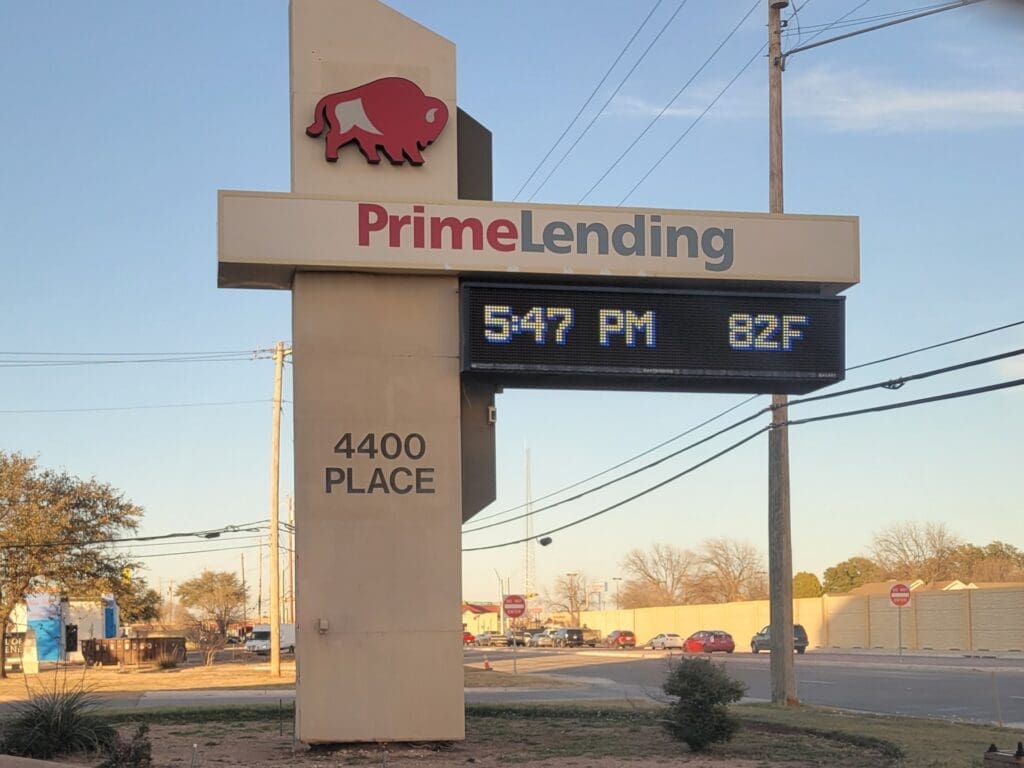 PrimeLending
5:47 PM 82F
4400
PLACE